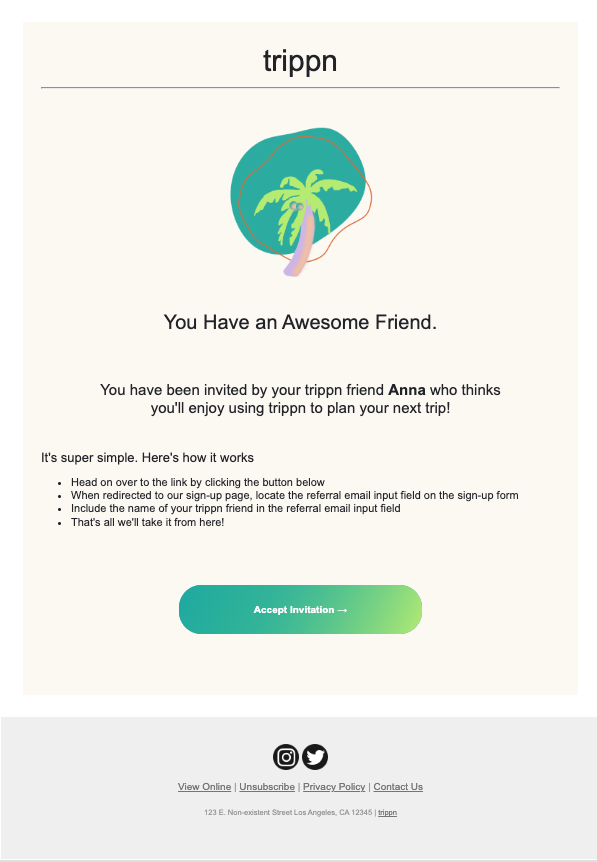 trippn
You Have an Awesome Friend.
You have been invited by your trippn friend Anna who thinks
you'll enjoy using trippn to plan your next trip!
It's super simple. Here's how it works
• Head on over to the link by clicking the button below
• When redirected to our sign-up page, locate the referral email input field on the sign-up form
• Include the name of your trippn friend in the referral email input field
• That's all we'll take it from here!
Accept Invitation →
View Online | Unsubscribe | Privacy Policy | Contact Us
123 E. Non-existent Street Los Angeles, CA 12345 | trippn